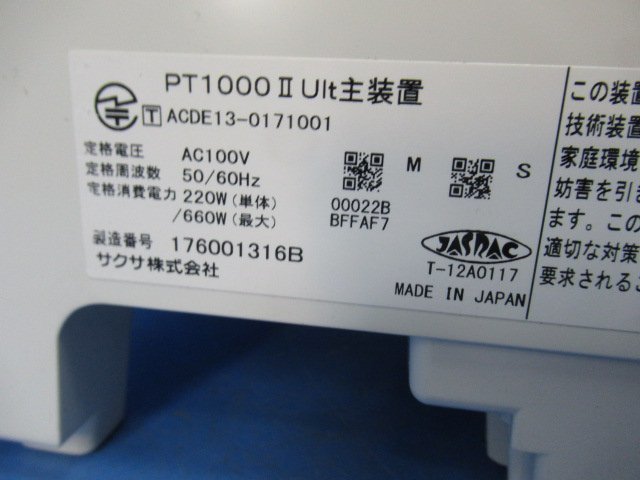 PT1000ⅡUlt主装置
T ACDE13-0171001
定格電圧 AC100V
定格周波数 50/60Hz
定格消費電力 220W(単体)
/660W(最大)
M
S
00022B
BFFAF7
製造番号 176001316B
サクサ株式会社
JASRAC
T-12A0117
MADE IN JAPAN
この装
技術装置
家庭環境
妨害を引き
ます。この
適切な対策
要求されるこ